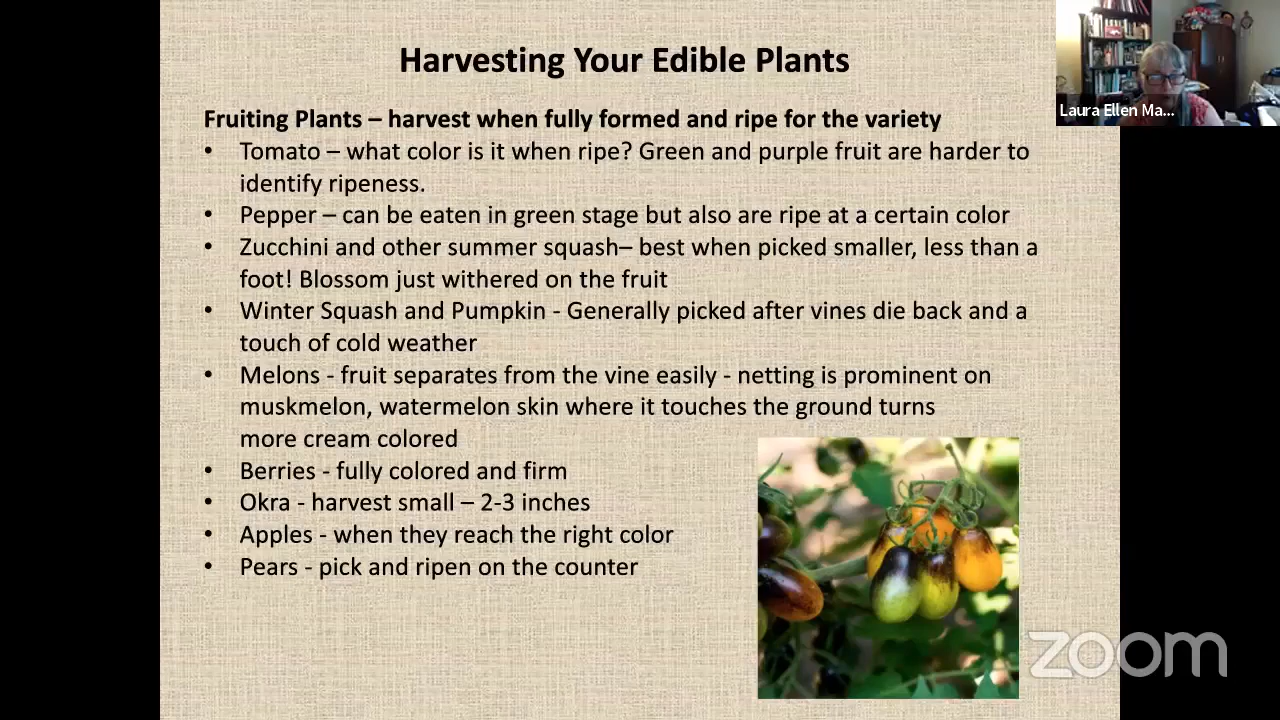 Harvesting Your Edible Plants
Laura Ellen Ma...
Fruiting Plants – harvest when fully formed and ripe for the variety
• Tomato – what color is it when ripe? Green and purple fruit are harder to
identify ripeness.
• Pepper – can be eaten in green stage but also are ripe at a certain color
• Zucchini and other summer squash– best when picked smaller, less than a
foot! Blossom just withered on the fruit
• Winter Squash and Pumpkin - Generally picked after vines die back and a
touch of cold weather
• Melons - fruit separates from the vine easily - netting is prominent on
muskmelon, watermelon skin where it touches the ground turns
more cream colored
• Berries - fully colored and firm
• Okra - harvest small – 2-3 inches
• Apples - when they reach the right color
• Pears - pick and ripen on the counter
zoom